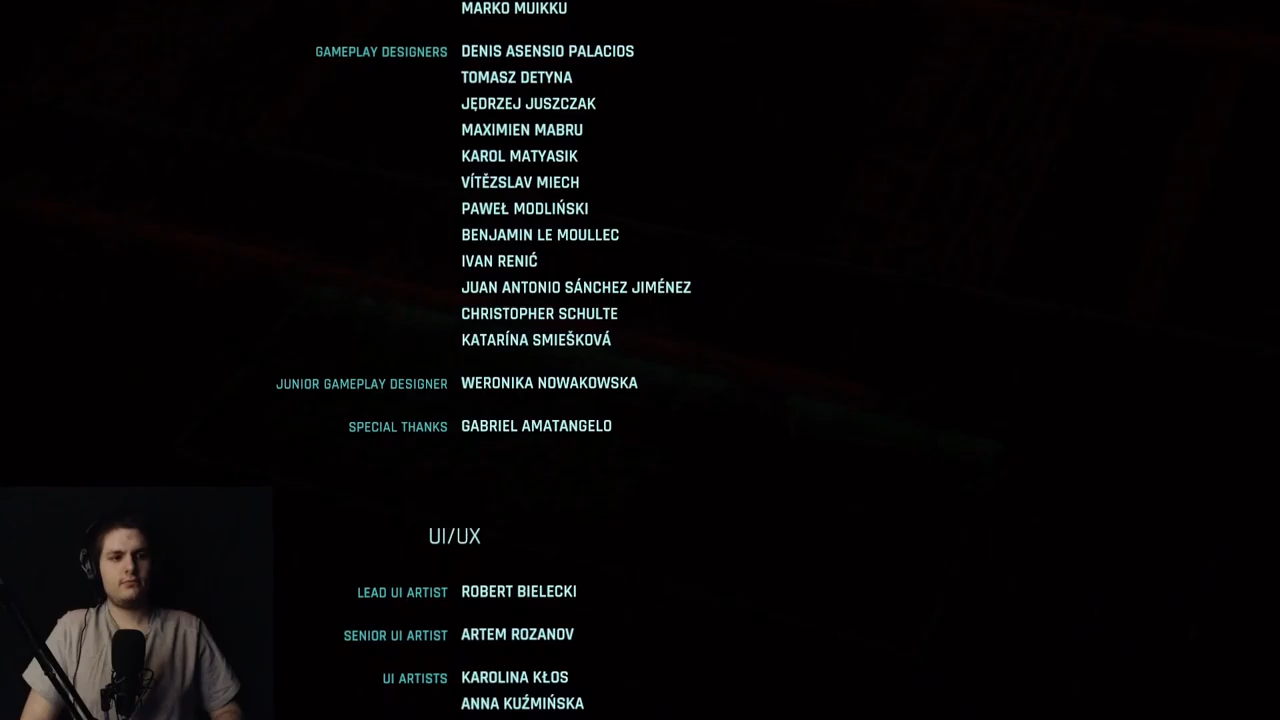 MARKO MUIKKU
GAMEPLAY DESIGNERS DENIS ASENSIO PALACIOS
TOMASZ DETYNA
JĘDRZEJ JUSZCZAK
MAXIMIEN MABRU
KAROL MATYASIK
VÍTĚZSLAV MIECH
PAWEŁ MODLIŃSKI
BENJAMIN LE MOULLEC
IVAN RENIĆ
JUAN ANTONIO SÁNCHEZ JIMÉNEZ
CHRISTOPHER SCHULTE
KATARÍNA SMIEŠKOVÁ
JUNIOR GAMEPLAY DESIGNER WERONIKA NOWAKOWSKA
SPECIAL THANKS GABRIEL AMATANGELO
UI/UX
LEAD UI ARTIST ROBERT BIELECKI
SENIOR UI ARTIST ARTEM ROZANOV
UI ARTISTS KAROLINA KŁOS
ANNA KUŹMIŃSKA